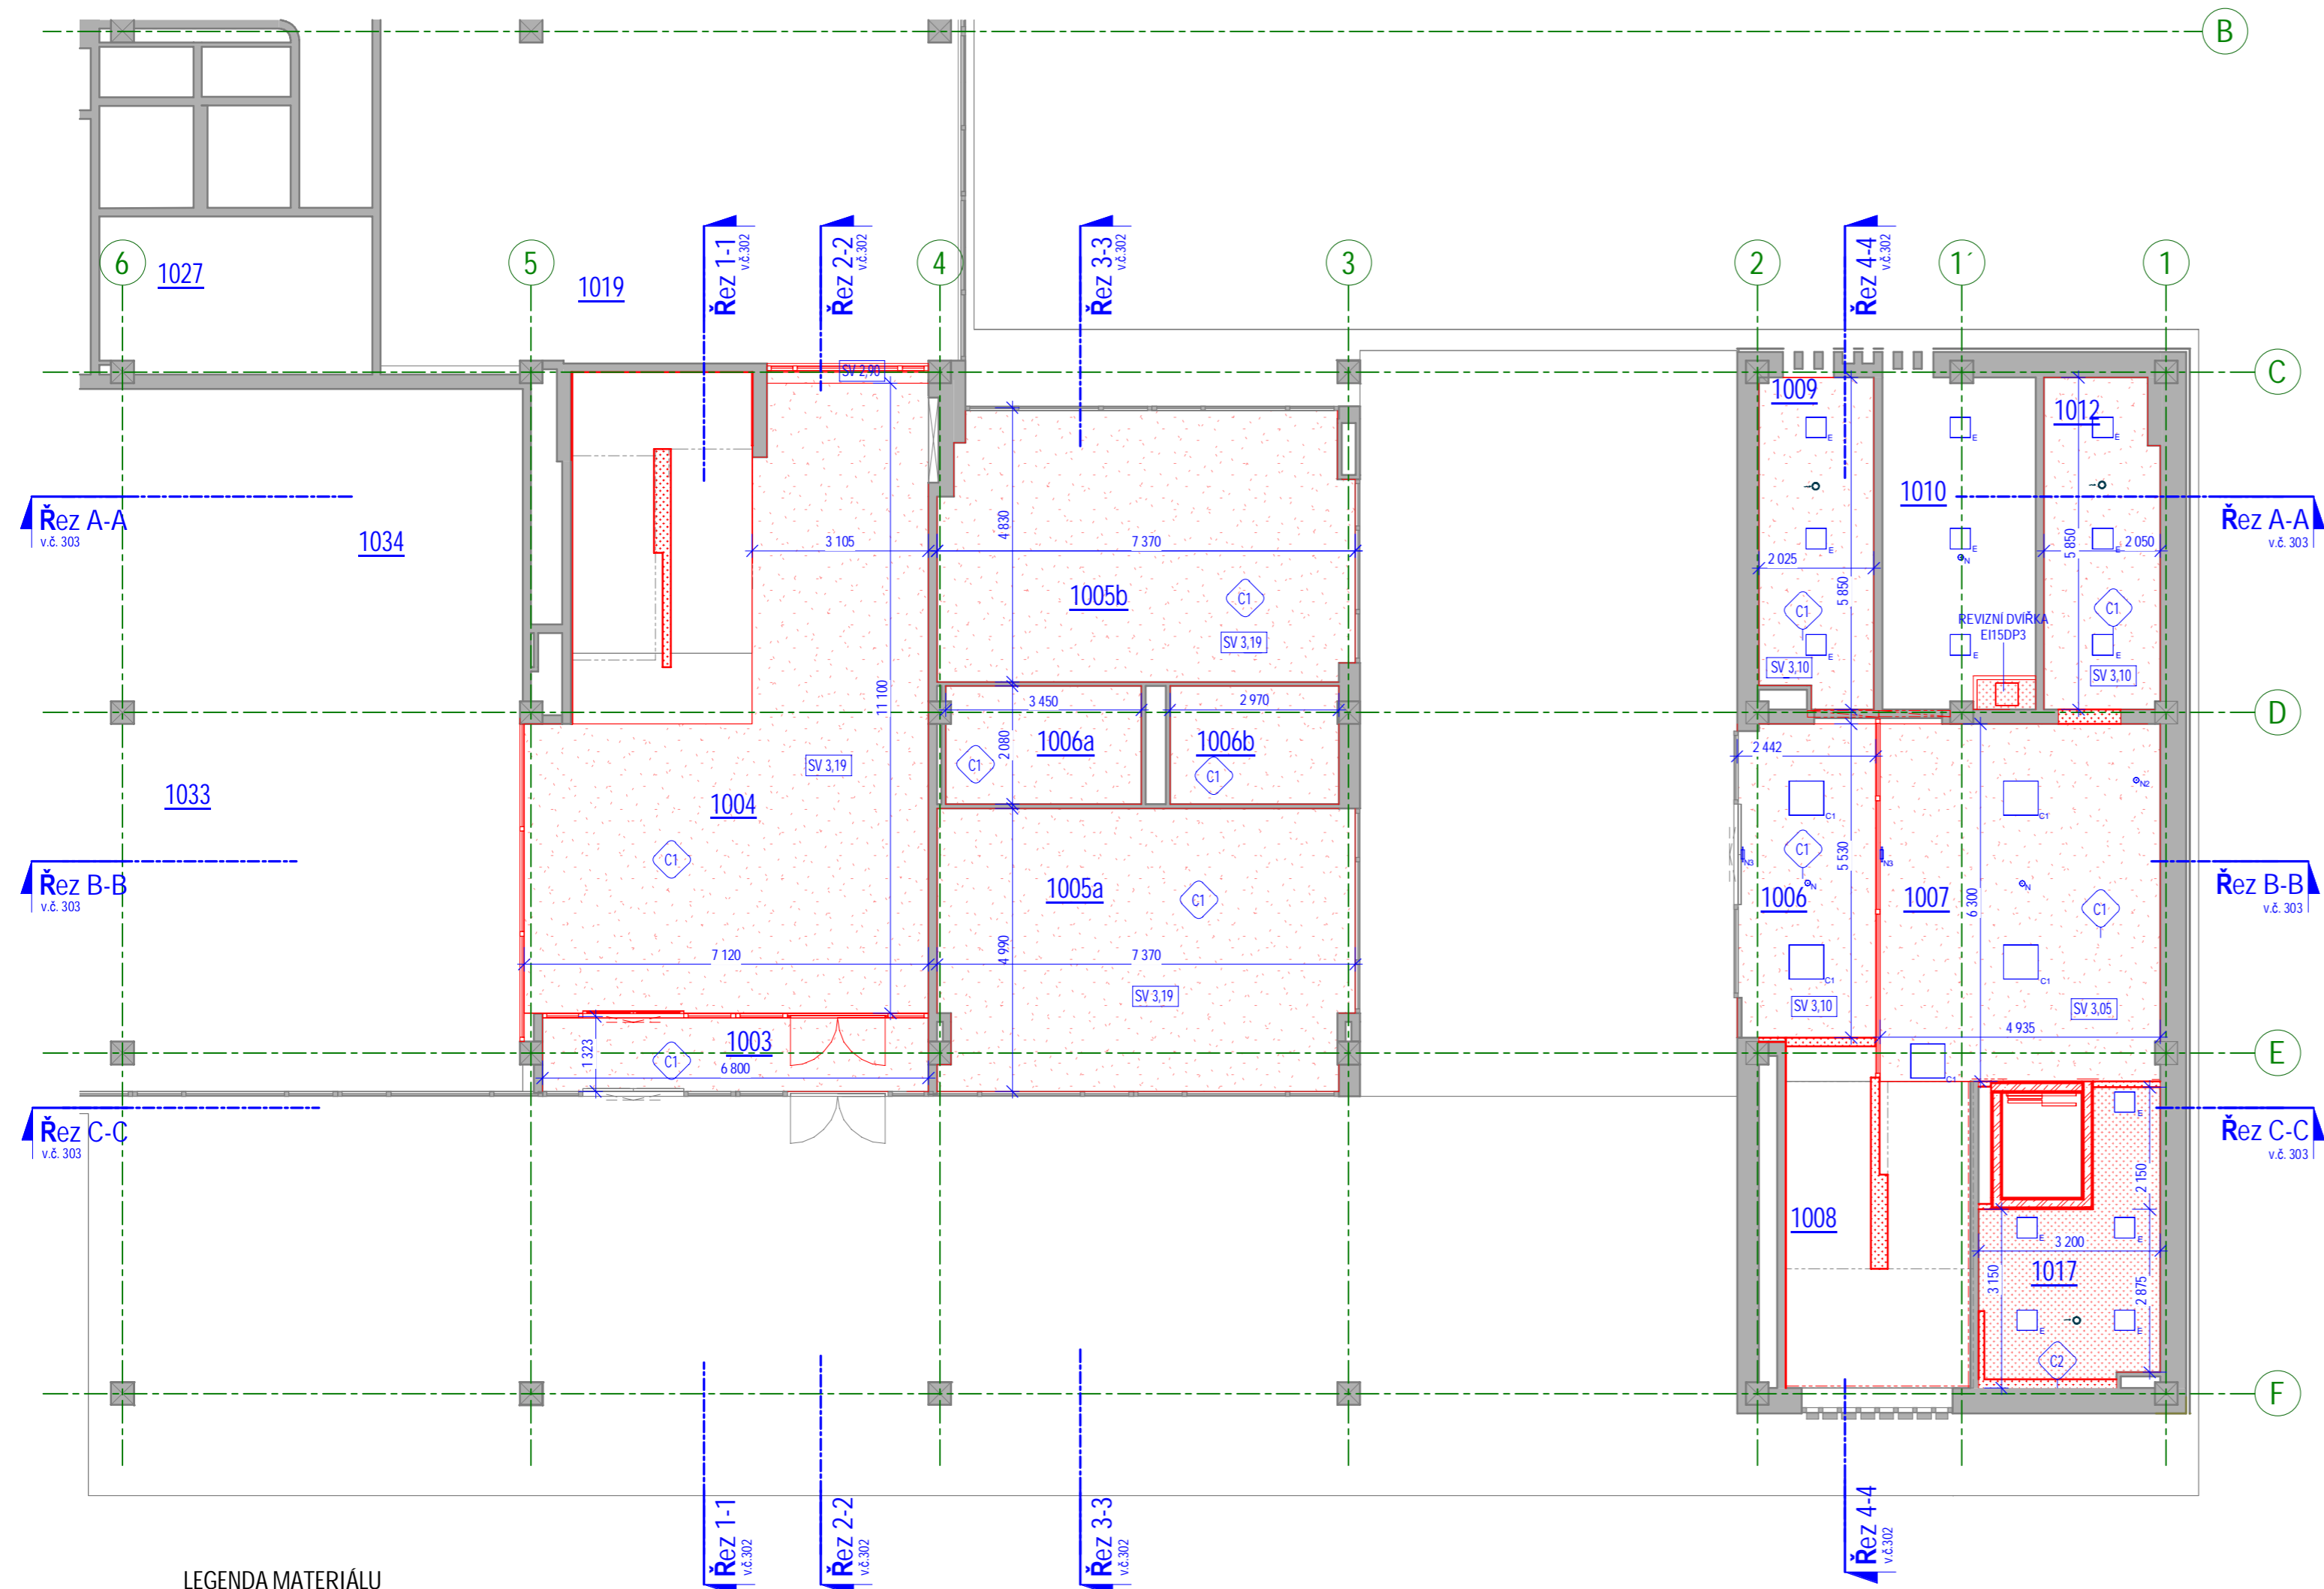 B
6
1027
5
1019
Řez 1-1
v.č.302
Řez 2-2
v.č.302
4
Řez 3-3
v.č.302
3
2
Řez 4-4
v.č.302
1´
1
C
SV 2,90
1009
1012
E
E
E
1010
Řez A-A
v.č. 303
1034
Řez A-A
v.č. 303
4 830
3 105
7 370
5 850
2 050
2 025
5 850
E
E
N
E
1005b
C1
C1
C1
REVIZNÍ DVÍŘKA
EI15DP3
SV 3,19
SV 3,10
E
E
E
SV 3,10
11 100
3 450
2 970
D
2 080
1006a
1006b
2 442
SV 3,19
C1
C1
N2
1033
1004
C1
C1
C1
C1
5 530
N3
N3
Řez B-B
v.č. 303
1005a
C1
1006
N
1007
N
6 300
C1
Řez B-B
v.č. 303
7 120
4 990
7 370
C1
C1
SV 3,19
SV 3,10
SV 3,05
4 935
1 323
1003
C1
6 800
E
C1
Řez C-C
v.č. 303
E
Řez C-C
v.č. 303
2 150
1008
E
E
3 200
3 150
1017
2 875
E
E
C2
F
Řez 1-1
v.č.302
Řez 2-2
v.č.302
Řez 3-3
v.č.302
Řez 4-4
v.č.302
LEGENDA MATERIÁLU